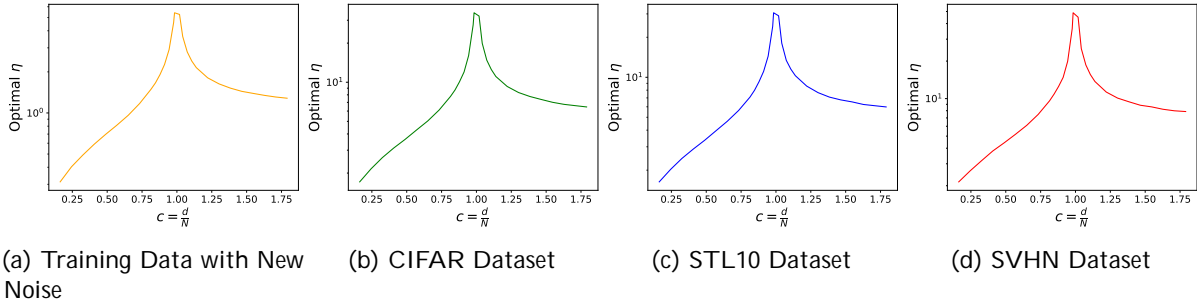 Optimal η
10⁰
0.25 0.50 0.75 1.00 1.25 1.50 1.75
c = d/N
(a) Training Data with New
Noise
Optimal η
10¹
0.25 0.50 0.75 1.00 1.25 1.50 1.75
c = d/N
(b) CIFAR Dataset
Optimal η
10¹
0.25 0.50 0.75 1.00 1.25 1.50 1.75
c = d/N
(c) STL10 Dataset
Optimal η
10¹
0.25 0.50 0.75 1.00 1.25 1.50 1.75
c = d/N
(d) SVHN Dataset